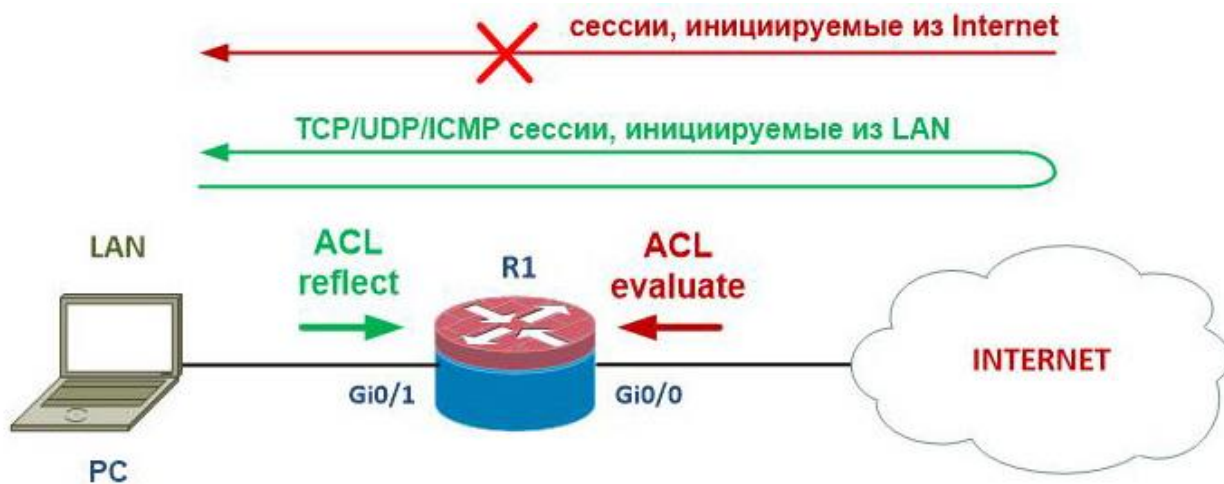 сессии, инициируемые из Internet
TCP/UDP/ICMP сессии, инициируемые из LAN
LAN
ACL
reflect
R1
ACL
evaluate
INTERNET
Gi0/1
Gi0/0
PC